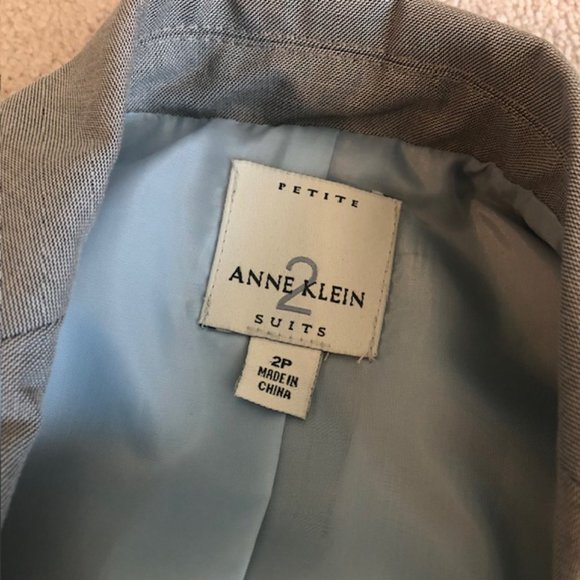 PETITE
2
ANNE KLEIN
SUITS
2P
MADE IN
CHINA